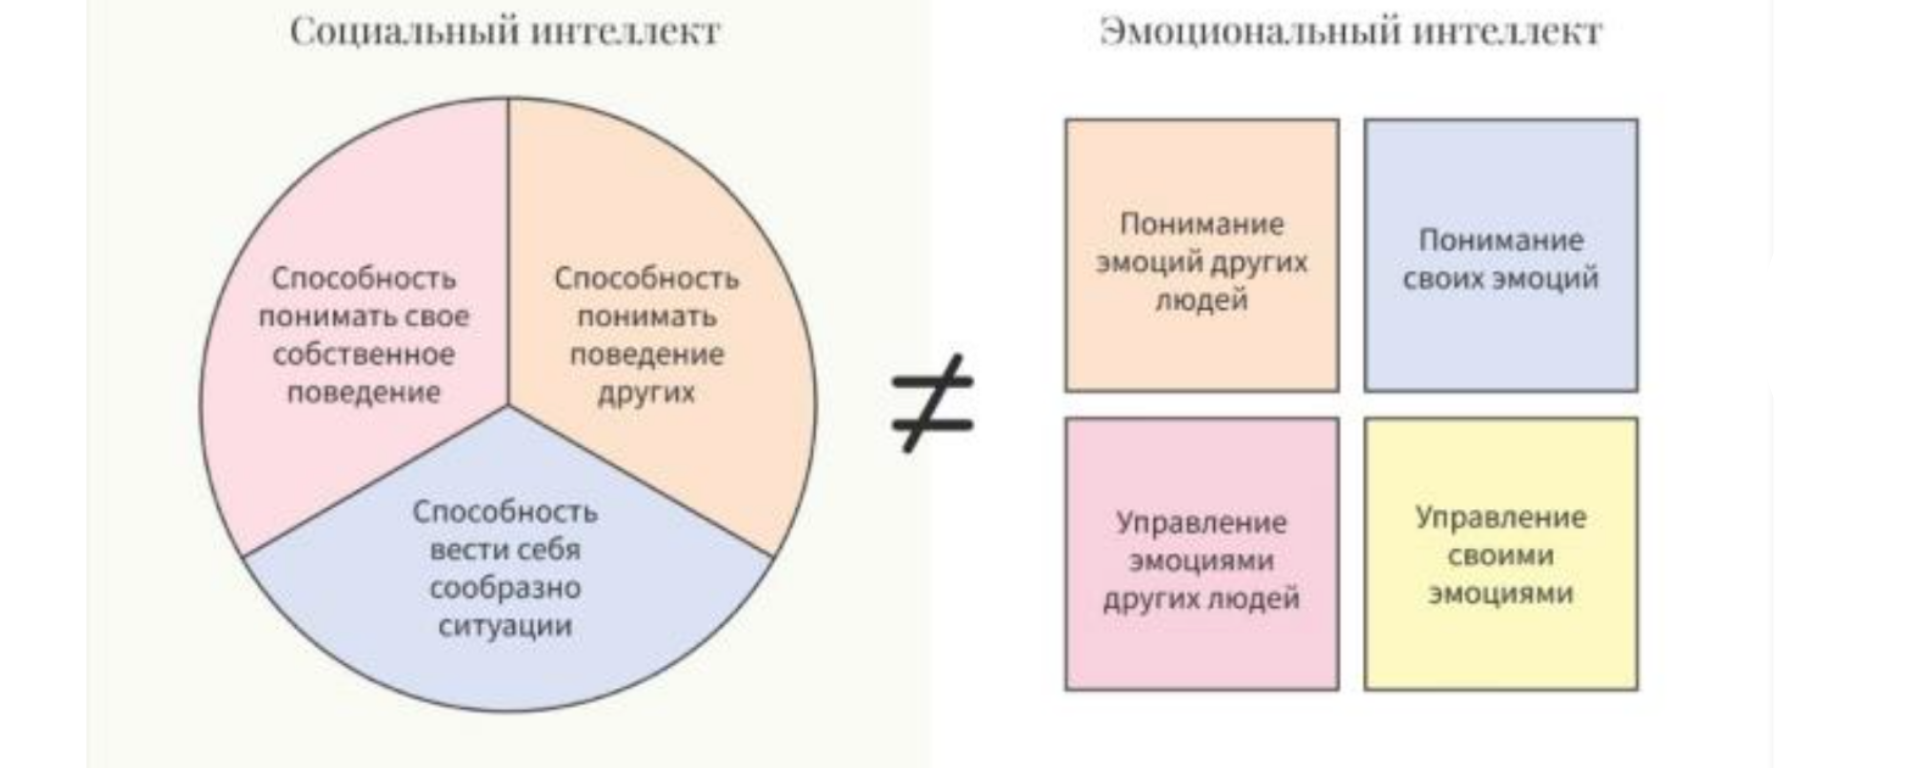 Социальный интеллект
Способность
понимать свое
собственное
поведение
Способность
понимать
поведение
других
Способность
вести себя
сообразно
ситуации
≠
Эмоциональный интеллект
Понимание
эмоций других
людей
Понимание
своих эмоций
Управление
эмоциями
других людей
Управление
своими
эмоциями